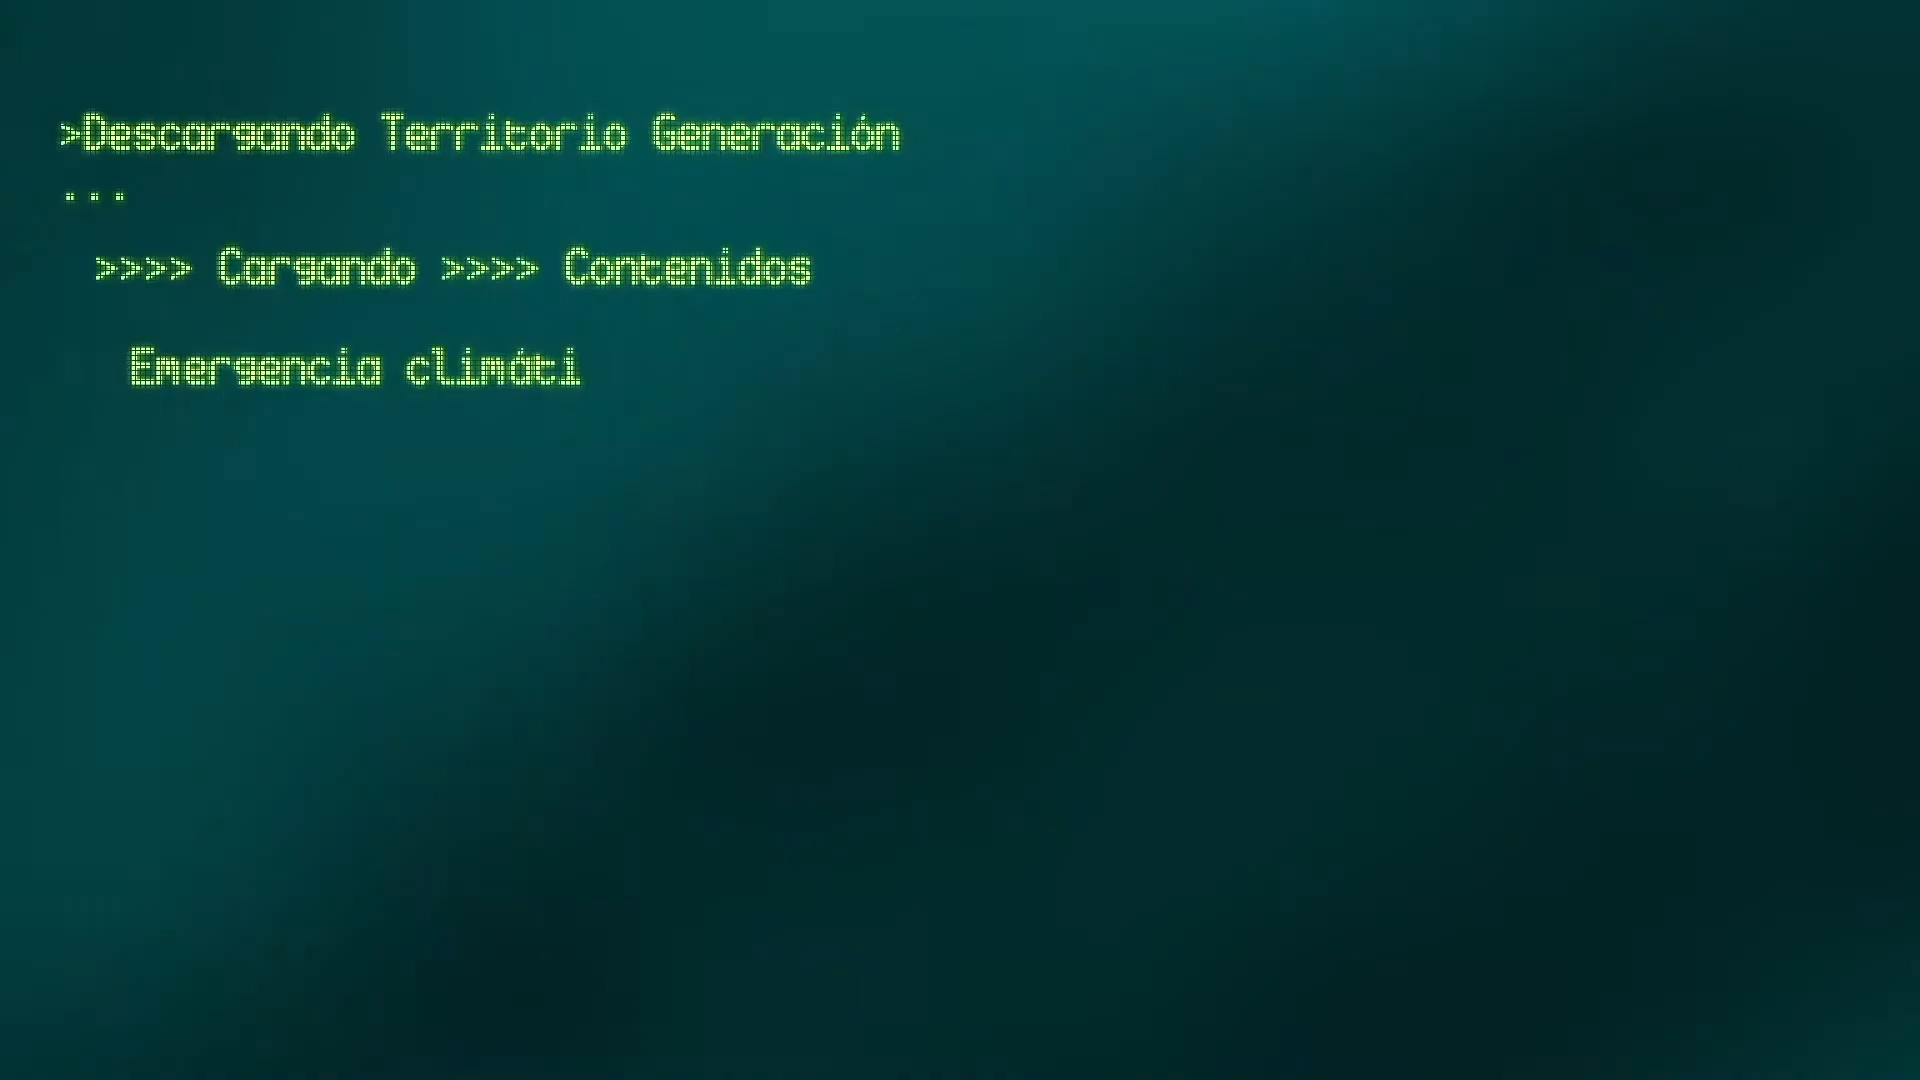 >Descargando Territorio Generación
...
>>>> Cargando >>>> Contenidos
Emergencia climáti